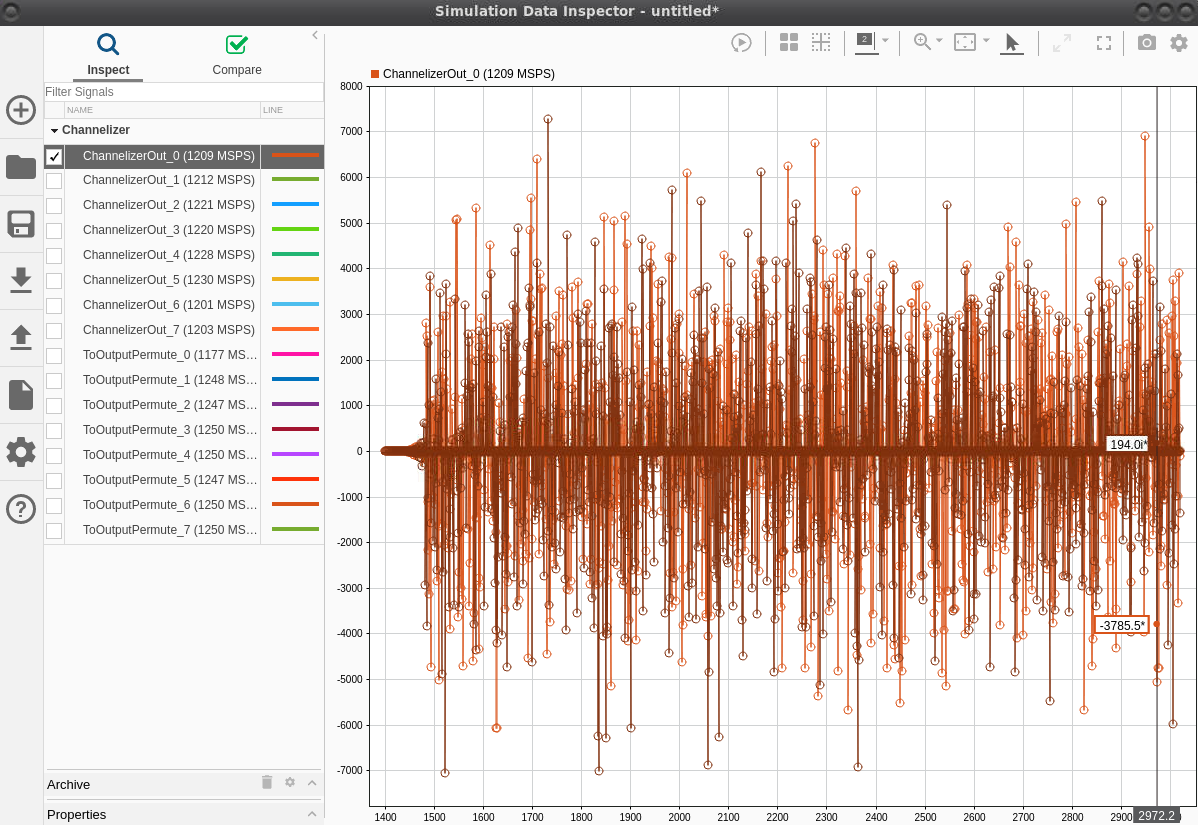 Simulation Data Inspector - untitled*
Inspect
Compare
Filter Signals
NAME
LINE
Channelizer
ChannelizerOut_0 (1209 MSPS)
ChannelizerOut_1 (1212 MSPS)
ChannelizerOut_2 (1221 MSPS)
ChannelizerOut_3 (1220 MSPS)
ChannelizerOut_4 (1228 MSPS)
ChannelizerOut_5 (1230 MSPS)
ChannelizerOut_6 (1201 MSPS)
ChannelizerOut_7 (1203 MSPS)
ToOutputPermute_0 (1177 MS...
ToOutputPermute_1 (1248 MS...
ToOutputPermute_2 (1247 MS...
ToOutputPermute_3 (1250 MS...
ToOutputPermute_4 (1250 MS...
ToOutputPermute_5 (1247 MS...
ToOutputPermute_6 (1250 MS...
ToOutputPermute_7 (1250 MS...
Archive
Properties
2
ChannelizerOut_0 (1209 MSPS)
8000
7000
6000
5000
4000
3000
2000
1000
0
-1000
-2000
-3000
-4000
-5000
-6000
-7000
194.0i*
-3785.5*
1400 1500 1600 1700 1800 1900 2000 2100 2200 2300 2400 2500 2600 2700 2800 2900 2972.2